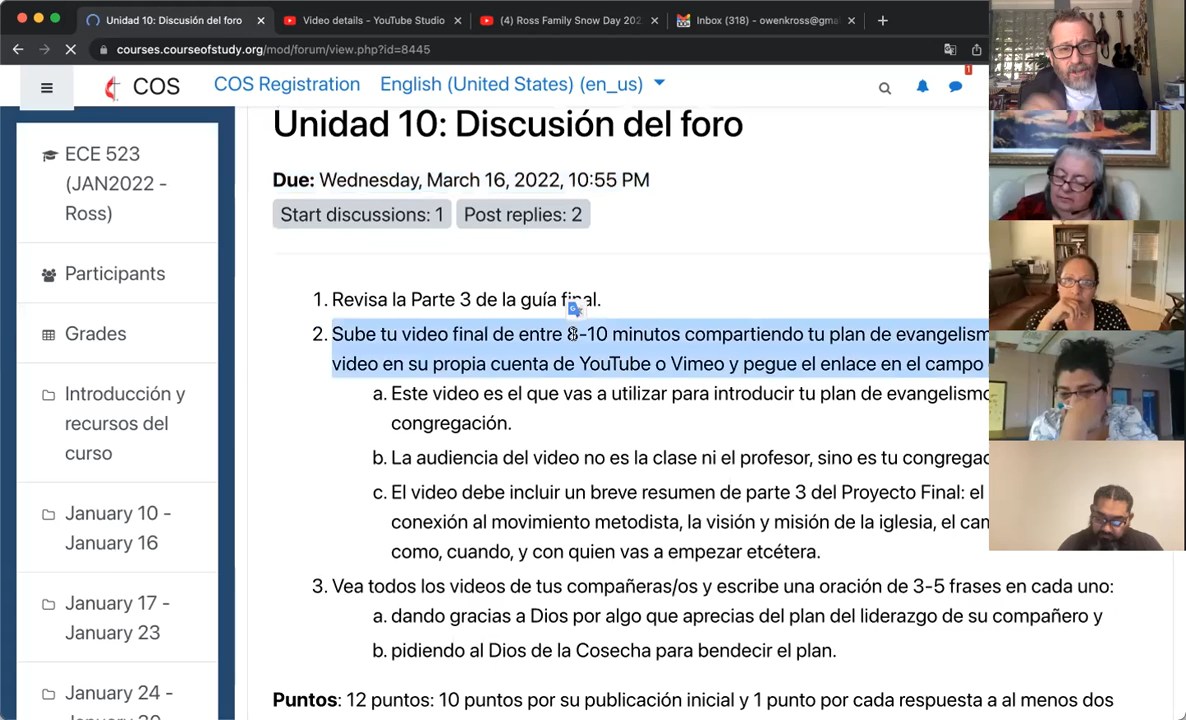 Unidad 10: Discusión del foro
Video details - YouTube Studio
(4) Ross Family Snow Day 202
Inbox (318) - owenkross@gma
courses.courseofstudy.org/mod/forum/view.php?id=8445
COS
COS Registration
English (United States) (en_us)
1
ECE 523
(JAN2022 -
Ross)
Participants
Grades
Introducción y
recursos del
curso
January 10 -
January 16
January 17 -
January 23
January 24 -
Unidad 10: Discusión del foro
Due: Wednesday, March 16, 2022, 10:55 PM
Start discussions: 1
Post replies: 2
1. Revisa la Parte 3 de la guía final.
2. Sube tu video final de entre 8-10 minutos compartiendo tu plan de evangelism
video en su propia cuenta de YouTube o Vimeo y pegue el enlace en el campo
a. Este video es el que vas a utilizar para introducir tu plan de evangelismo
congregación.
b. La audiencia del video no es la clase ni el profesor, sino es tu congregac
c. El video debe incluir un breve resumen de parte 3 del Proyecto Final: el
conexión al movimiento metodista, la visión y misión de la iglesia, el cam
como, cuando, y con quien vas a empezar etcétera.
3. Vea todos los videos de tus compañeras/os y escribe una oración de 3-5 frases en cada uno:
a. dando gracias a Dios por algo que aprecias del plan del liderazgo de su compañero y
b. pidiendo al Dios de la Cosecha para bendecir el plan.
Puntos: 12 puntos: 10 puntos por su publicación inicial y 1 punto por cada respuesta a al menos dos